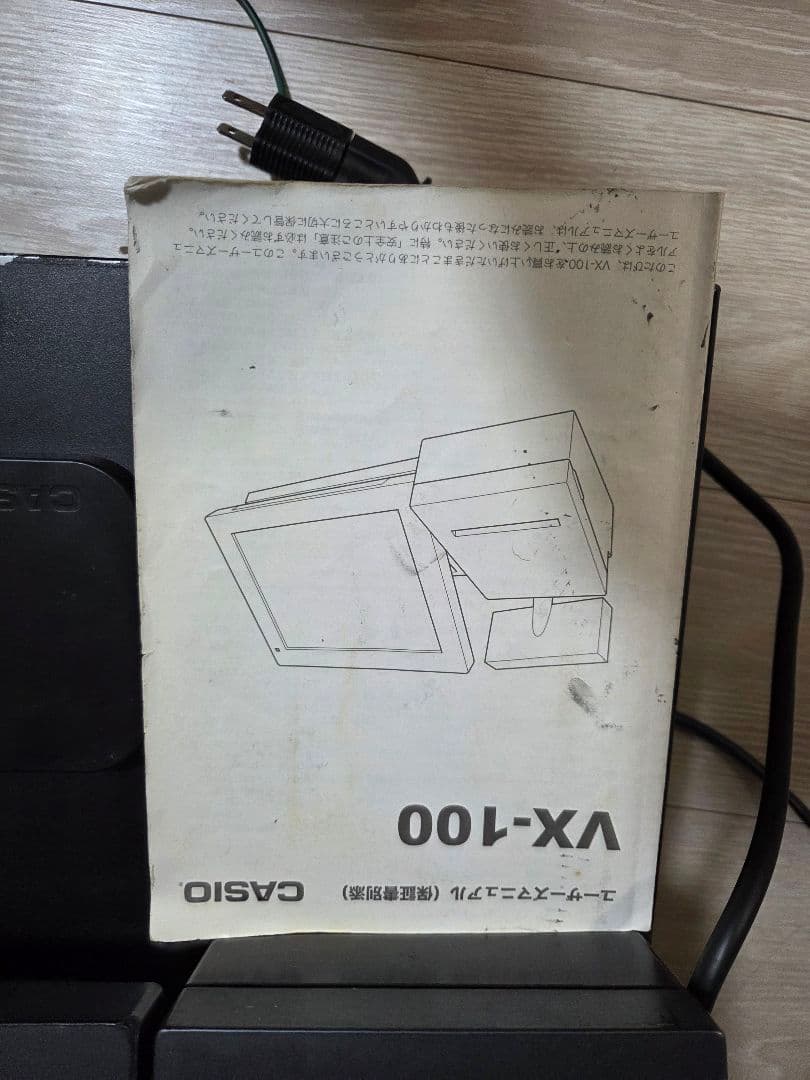 ユーザーズマニュアル（保証書別添）
CASIO®
VX-100
このたびは、VX-100をお買い上げいただきまことにありがとうございます。このユーザーズマニュ
アルをよくお読みの上、正しくお使いください。特に「安全上のご注意」は必ずお読みください。
ユーザーズマニュアルは、お読みになった後もわかりやすいところに大切に保管してください。